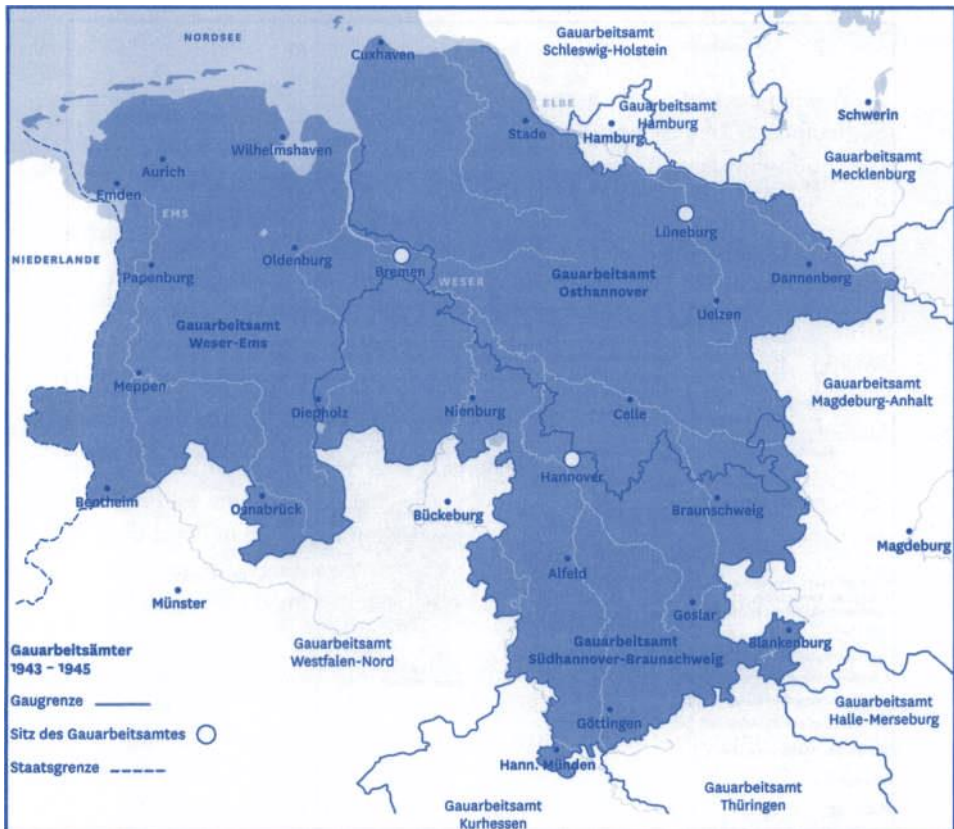 NORDSEE
Cuxhaven
Gauarbeitsamt
Schleswig-Holstein
ELBE
Stade
Gauarbeitsamt
Hamburg
Hamburg
Schwerin
Gauarbeitsamt
Mecklenburg
Wilhelmshaven
Aurich
Emden
EMS
NIEDERLANDE
Papenburg
Oldenburg
Bremen
WESER
Lüneburg
Gauarbeitsamt
Osthannover
Dannenberg
Uelzen
Gauarbeitsamt
Weser-Ems
Meppen
Diepholz
Nienburg
Celle
Gauarbeitsamt
Magdeburg-Anhalt
Hannover
Bentheim
Osnabrück
Bückeburg
Braunschweig
Magdeburg
Münster
Alfeld
Goslar
Blankenburg
Gauarbeitsamt
Westfalen-Nord
Gauarbeitsamt
Südhannover-Braunschweig
Gauarbeitsamt
Halle-Merseburg
Göttingen
Hann. Münden
Gauarbeitsamt
Thüringen
Gauarbeitsamt
Kurhessen
Gauarbeitsämter
1943 – 1945
Gaugrenze
Sitz des Gauarbeitsamtes
Staatsgrenze